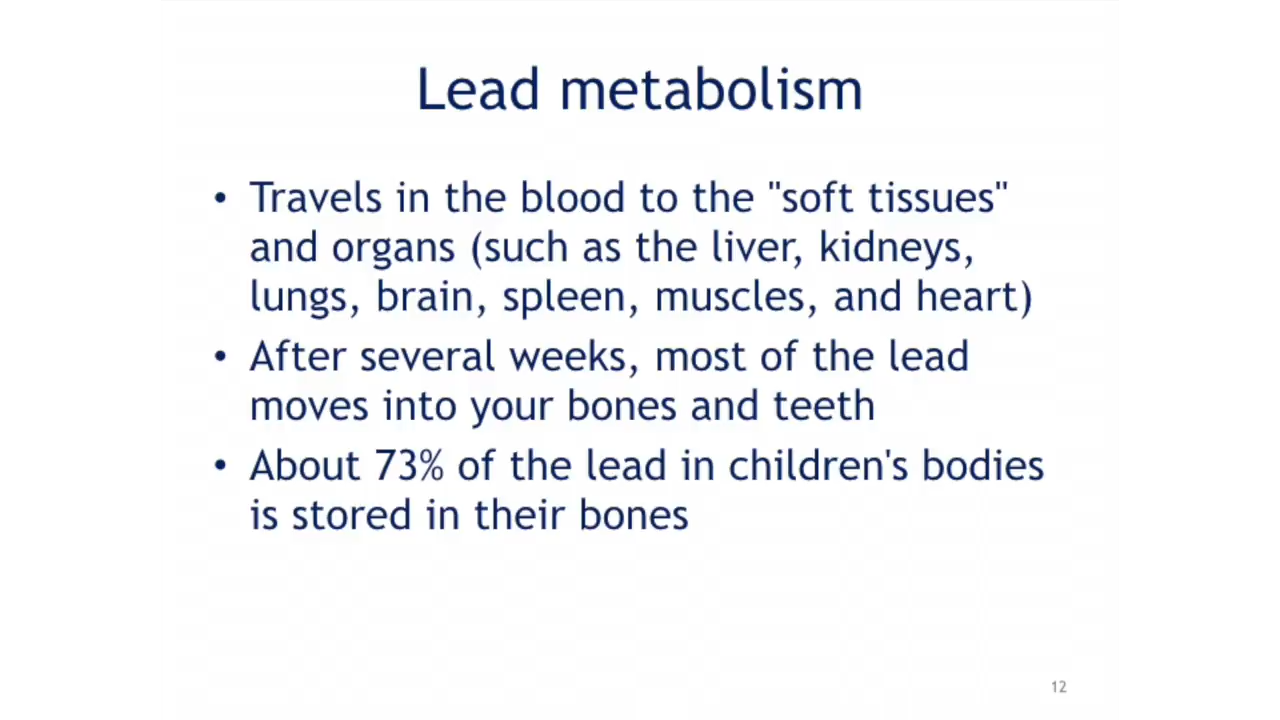 Lead metabolism
• Travels in the blood to the "soft tissues"
and organs (such as the liver, kidneys,
lungs, brain, spleen, muscles, and heart)
• After several weeks, most of the lead
moves into your bones and teeth
• About 73% of the lead in children's bodies
is stored in their bones
12